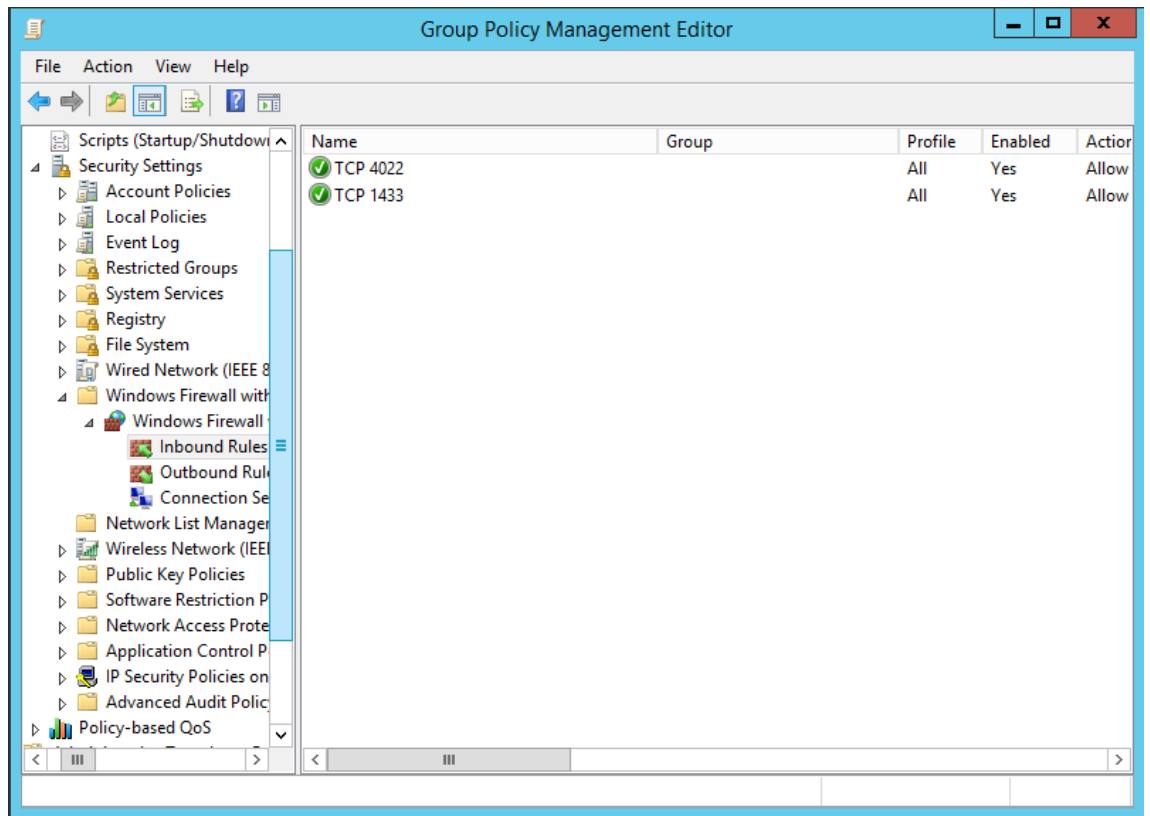 Group Policy Management Editor
File Action View Help
Scripts (Startup/Shutdow
Security Settings
Account Policies
Local Policies
Event Log
Restricted Groups
System Services
Registry
File System
Wired Network (IEEE 8
Windows Firewall with
Windows Firewall
Inbound Rules
Outbound Rul
Connection Se
Network List Manager
Wireless Network (IEEE
Public Key Policies
Software Restriction P
Network Access Prote
Application Control P
IP Security Policies on
Advanced Audit Polic
Policy-based QoS
Name Group Profile Enabled Action
TCP 4022 All Yes Allow
TCP 1433 All Yes Allow